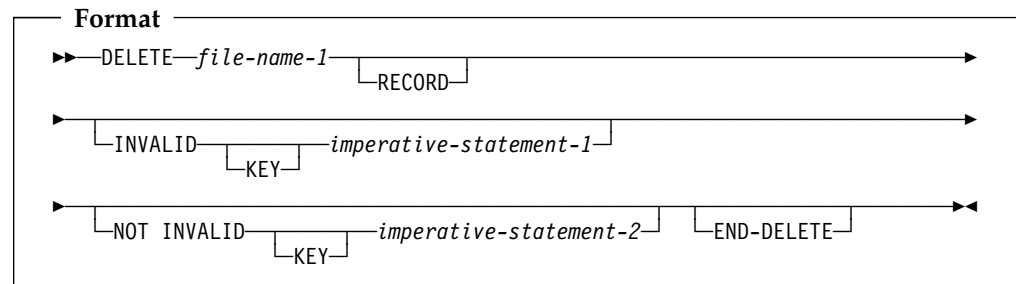 Format
DELETE file-name-1 RECORD
INVALID KEY imperative-statement-1
NOT INVALID KEY imperative-statement-2 END-DELETE